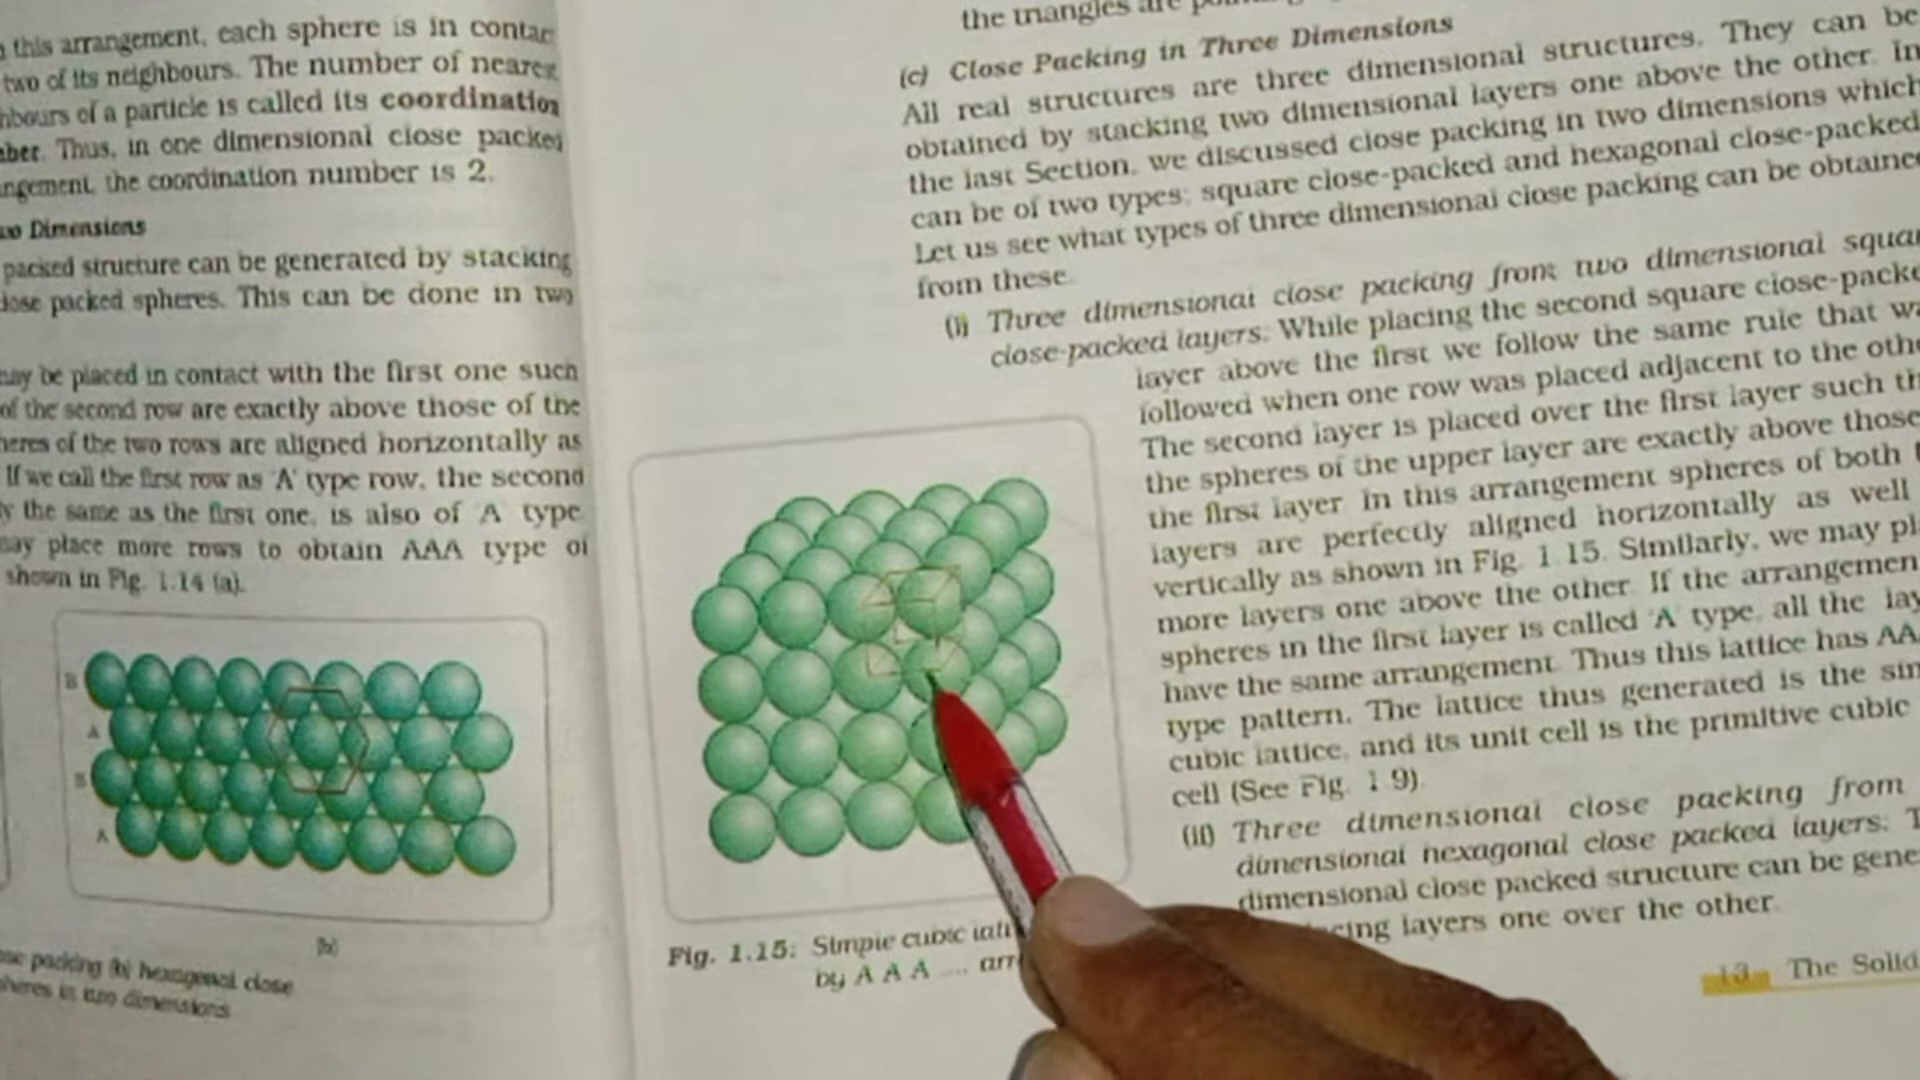 this arrangement, each sphere is in contac
two of its neighbours. The number of neares
hbours of a particle is called its coordination
ber. Thus, in one dimensional close packed
ngement, the coordination number is 2.
wo Dimensions
packed structure can be generated by stacking
close packed spheres. This can be done in two
may be placed in contact with the first one such
of the second row are exactly above those of the
heres of the two rows are aligned horizontally as
If we call the first row as 'A' type row, the second
y the same as the first one, is also of 'A' type.
may place more rows to obtain AAA type of
shown in Fig. 1.14 (a).
B
A
B
A
(b)
ose packing (b) hexagonal close
pheres in two dimensions
the triangles are
(c) Close Packing in Three Dimensions
All real structures are three dimensional structures. They can be
obtained by stacking two dimensional layers one above the other. In
the last Section, we discussed close packing in two dimensions which
can be of two types; square close-packed and hexagonal close-packed
Let us see what types of three dimensional close packing can be obtained
from these.
(i) Three dimensional close packing from two dimensional squar
close-packed layers: While placing the second square close-packe
layer above the first we follow the same rule that wa
followed when one row was placed adjacent to the othe
The second layer is placed over the first layer such th
the spheres of the upper layer are exactly above those
the first layer. In this arrangement spheres of both t
layers are perfectly aligned horizontally as well
vertically as shown in Fig. 1.15. Similarly, we may pl
more layers one above the other. If the arrangemen
spheres in the first layer is called 'A' type, all the lay
have the same arrangement. Thus this lattice has AA
type pattern. The lattice thus generated is the sim
cubic lattice, and its unit cell is the primitive cubic
cell (See Fig. 1.9).
(ii) Three dimensional close packing from
dimensional hexagonal close packed layers: T
dimensional close packed structure can be gene
cing layers one over the other.
Fig. 1.15: Simple cubic latt
by A A A .... arr
13 The Solid